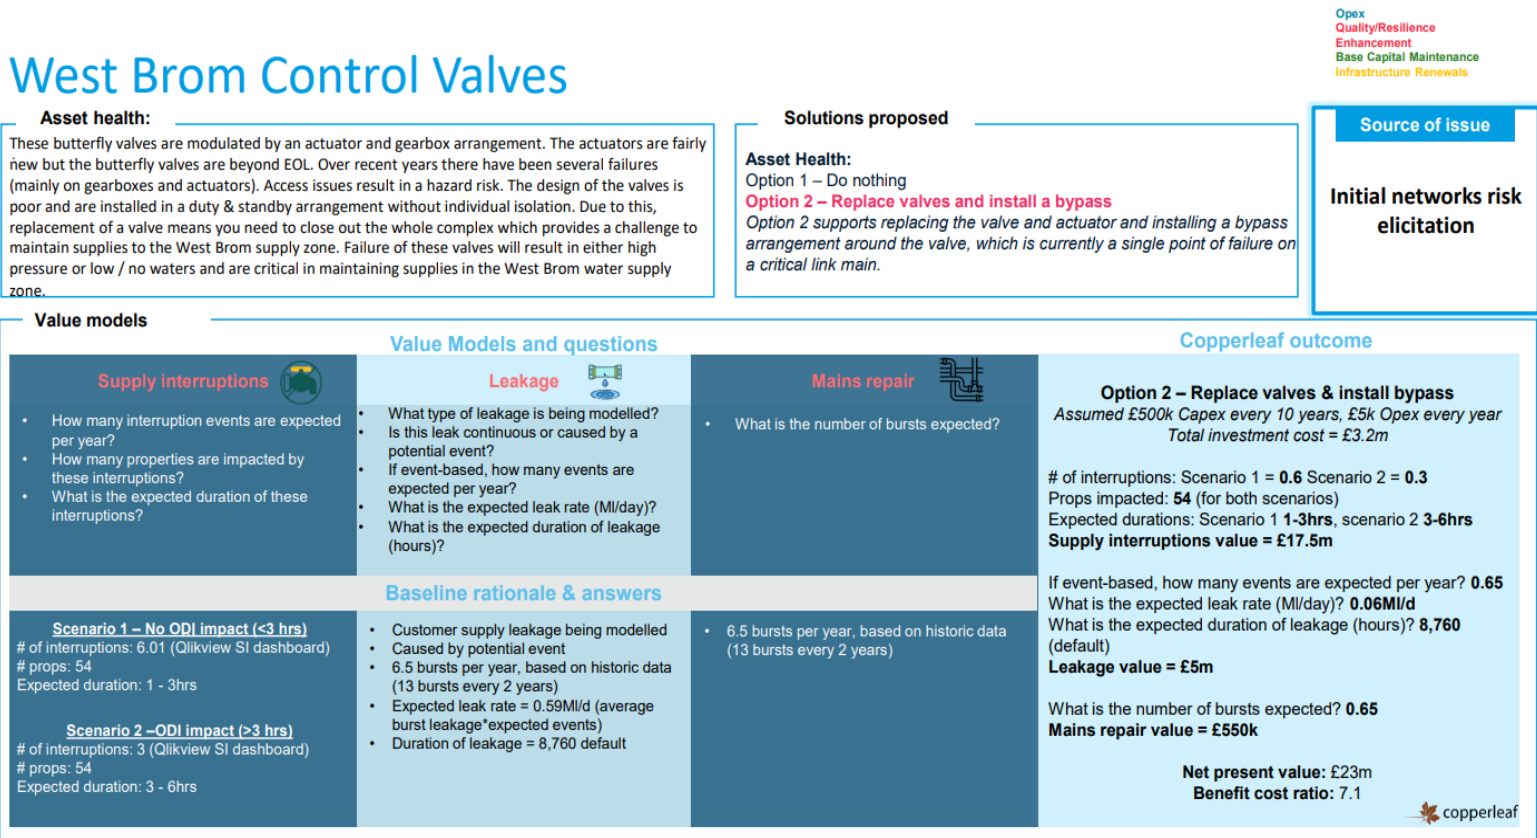 Opex
Quality/Resilience
Enhancement
Base Capital Maintenance
Infrastructure Renewals
West Brom Control Valves
Asset health:
These butterfly valves are modulated by an actuator and gearbox arrangement. The actuators are fairly
new but the butterfly valves are beyond EOL. Over recent years there have been several failures
(mainly on gearboxes and actuators). Access issues result in a hazard risk. The design of the valves is
poor and are installed in a duty & standby arrangement without individual isolation. Due to this,
replacement of a valve means you need to close out the whole complex which provides a challenge to
maintain supplies to the West Brom supply zone. Failure of these valves will result in either high
pressure or low / no waters and are critical in maintaining supplies in the West Brom water supply
zone.
Solutions proposed
Asset Health:
Option 1 – Do nothing
Option 2 – Replace valves and install a bypass
Option 2 supports replacing the valve and actuator and installing a bypass
arrangement around the valve, which is currently a single point of failure on
a critical link main.
Source of issue
Initial networks risk
elicitation
Value models
Value Models and questions
Supply interruptions
• How many interruption events are expected
per year?
• How many properties are impacted by
these interruptions?
• What is the expected duration of these
interruptions?
Leakage
• What type of leakage is being modelled?
• Is this leak continuous or caused by a
potential event?
• If event-based, how many events are
expected per year?
• What is the expected leak rate (Ml/day)?
• What is the expected duration of leakage
(hours)?
Mains repair
• What is the number of bursts expected?
Baseline rationale & answers
Scenario 1 – No ODI impact (<3 hrs)
# of interruptions: 6.01 (Qlikview SI dashboard)
# props: 54
Expected duration: 1 - 3hrs
Scenario 2 –ODI impact (>3 hrs)
# of interruptions: 3 (Qlikview SI dashboard)
# props: 54
Expected duration: 3 - 6hrs
• Customer supply leakage being modelled
• Caused by potential event
• 6.5 bursts per year, based on historic data
(13 bursts every 2 years)
• Expected leak rate = 0.59Ml/d (average
burst leakage*expected events)
• Duration of leakage = 8,760 default
• 6.5 bursts per year, based on historic data
(13 bursts every 2 years)
Copperleaf outcome
Option 2 – Replace valves & install bypass
Assumed £500k Capex every 10 years, £5k Opex every year
Total investment cost = £3.2m
# of interruptions: Scenario 1 = 0.6 Scenario 2 = 0.3
Props impacted: 54 (for both scenarios)
Expected durations: Scenario 1 1-3hrs, scenario 2 3-6hrs
Supply interruptions value = £17.5m
If event-based, how many events are expected per year? 0.65
What is the expected leak rate (Ml/day)? 0.06Ml/d
What is the expected duration of leakage (hours)? 8,760
(default)
Leakage value = £5m
What is the number of bursts expected? 0.65
Mains repair value = £550k
Net present value: £23m
Benefit cost ratio: 7.1
copperleaf